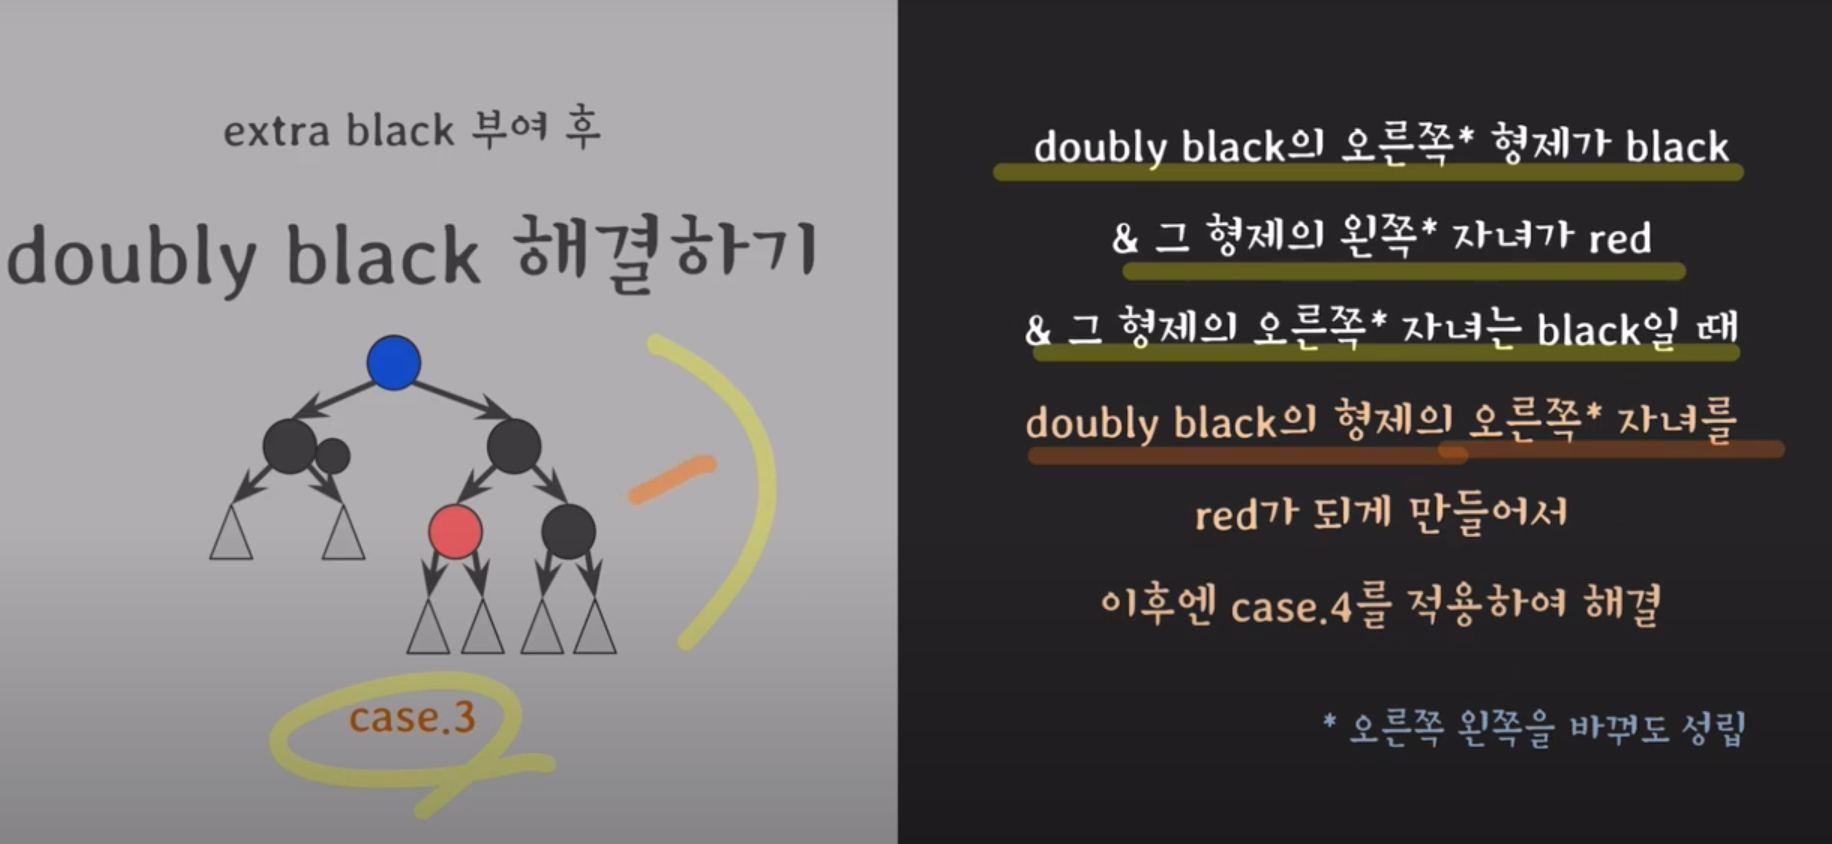 extra black 부여 후
doubly black 해결하기
case.3
doubly black의 오른쪽* 형제가 black
& 그 형제의 왼쪽* 자녀가 red
& 그 형제의 오른쪽* 자녀는 black일 때
doubly black의 형제의 오른쪽* 자녀를
red가 되게 만들어서
이후엔 case.4를 적용하여 해결
* 오른쪽 왼쪽을 바꿔도 성립